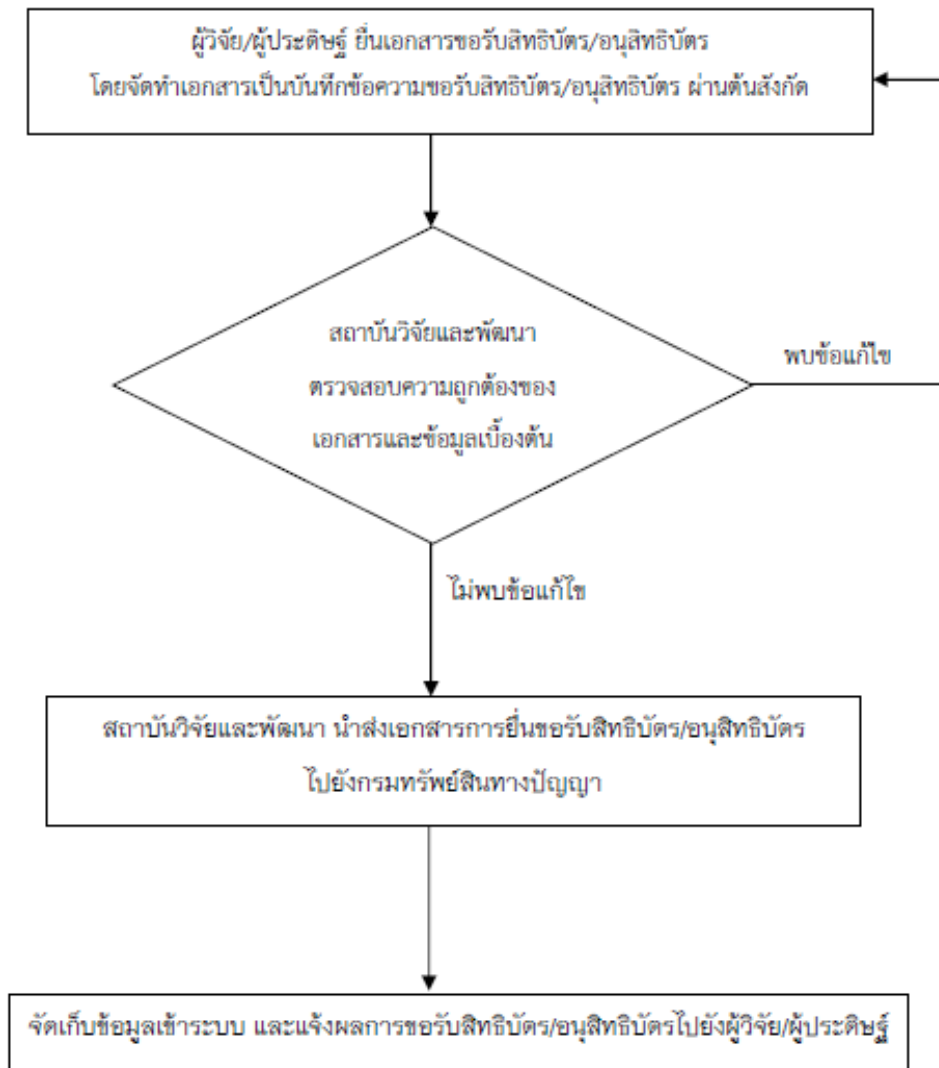 ผู้วิจัย/ผู้ประดิษฐ์ ยื่นเอกสารขอรับสิทธิบัตร/อนุสิทธิบัตร
โดยจัดทำเอกสารเป็นบันทึกข้อความขอรับสิทธิบัตร/อนุสิทธิบัตร ผ่านต้นสังกัด
สถาบันวิจัยและพัฒนา
ตรวจสอบความถูกต้องของ
เอกสารและข้อมูลเบื้องต้น
พบข้อแก้ไข
ไม่พบข้อแก้ไข
สถาบันวิจัยและพัฒนา นำส่งเอกสารการยื่นขอรับสิทธิบัตร/อนุสิทธิบัตร
ไปยังกรมทรัพย์สินทางปัญญา
จัดเก็บข้อมูลเข้าระบบ และแจ้งผลการขอรับสิทธิบัตร/อนุสิทธิบัตรไปยังผู้วิจัย/ผู้ประดิษฐ์